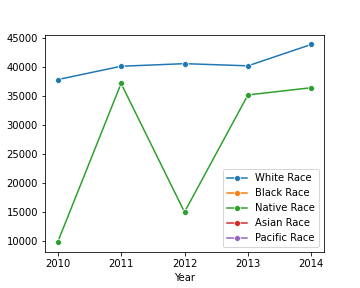 45000
40000
35000
30000
25000
20000
15000
10000
2010 2011 2012 2013 2014
Year
White Race
Black Race
Native Race
Asian Race
Pacific Race